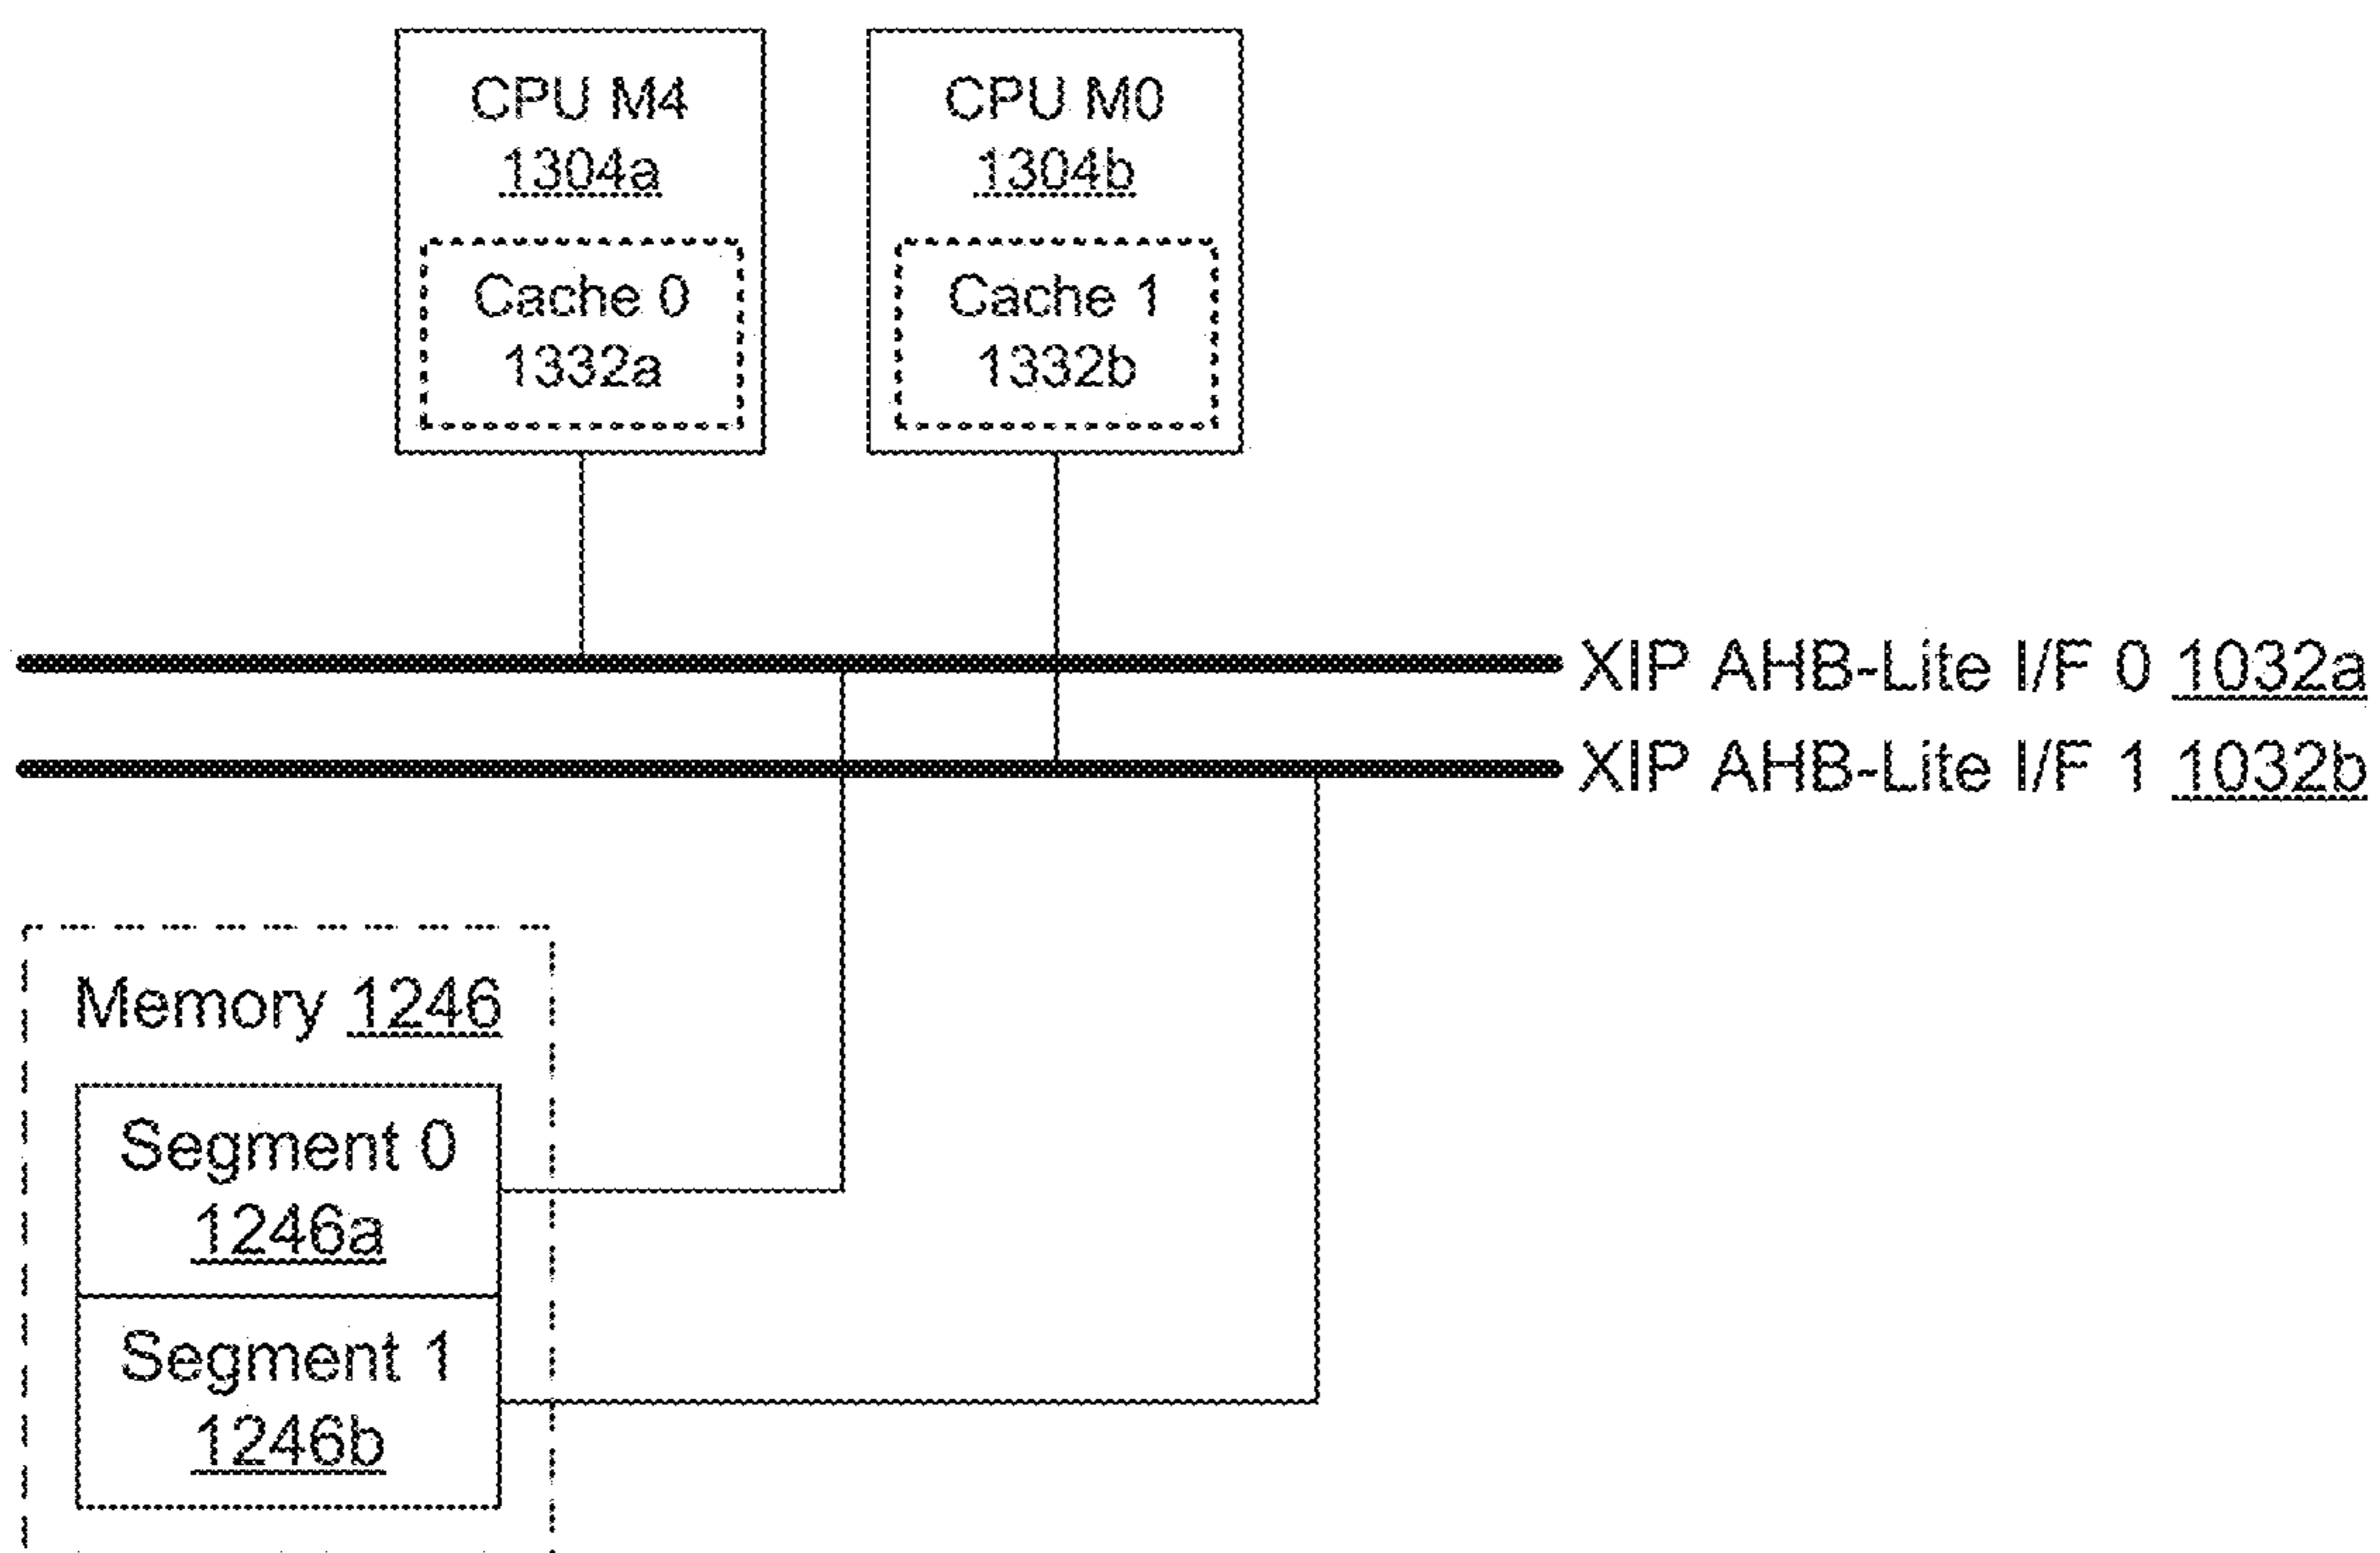 CPU M4
1304a
Cache 0
1332a
CPU M0
1304b
Cache 1
1332b
XIP AHB-Lite I/F 0 1032a
XIP AHB-Lite I/F 1 1032b
Memory 1246
Segment 0
1246a
Segment 1
1246b